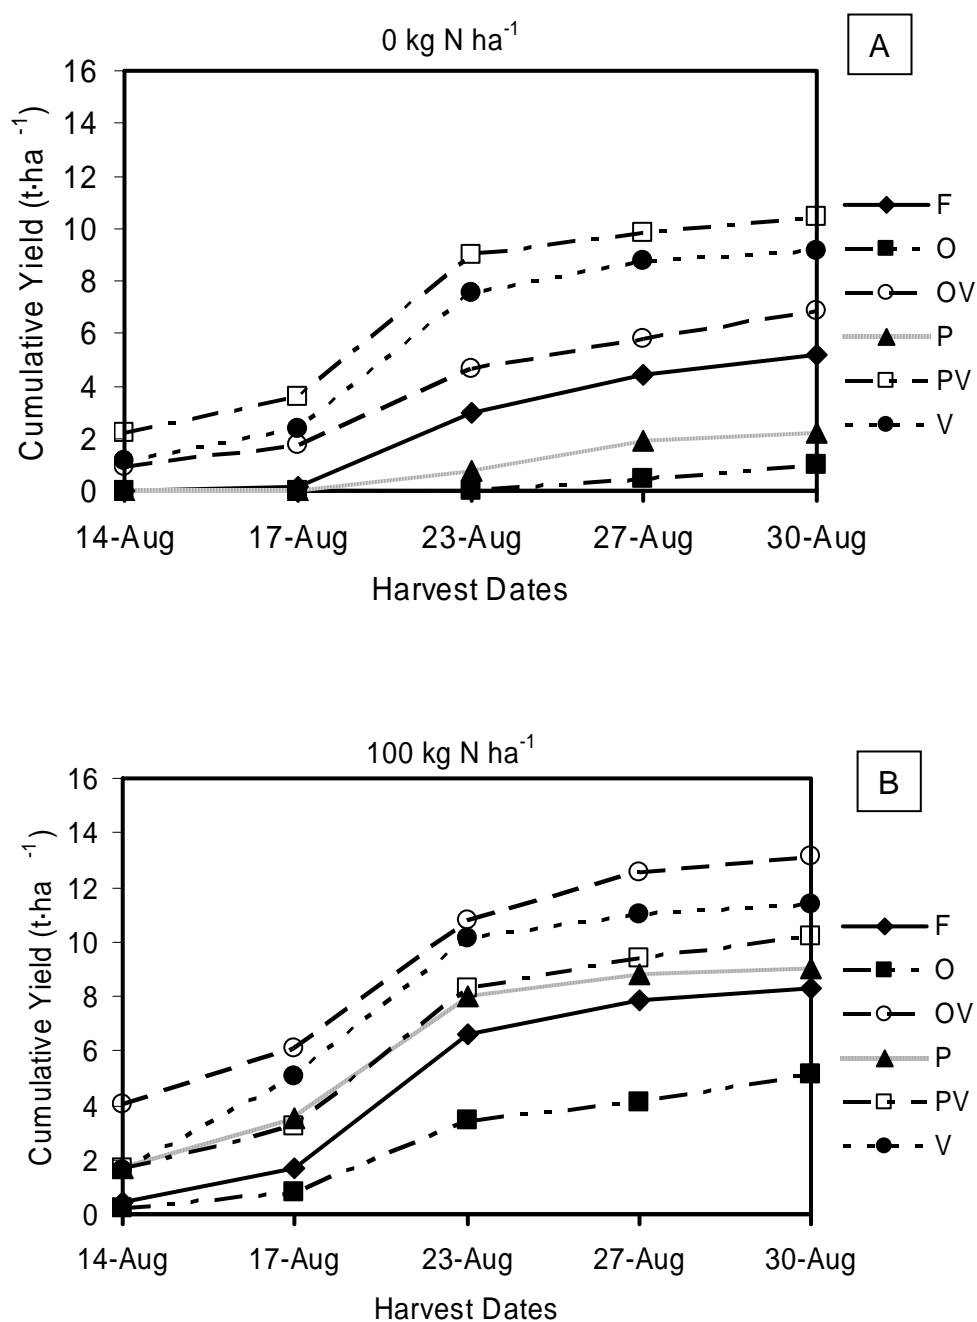 0 kg N ha⁻¹
A
16
14
12
10
8
6
4
2
0
Cumulative Yield (t·ha ⁻¹)
14-Aug 17-Aug 23-Aug 27-Aug 30-Aug
Harvest Dates
F
O
OV
P
PV
V
100 kg N ha⁻¹
B
16
14
12
10
8
6
4
2
0
Cumulative Yield (t·ha ⁻¹)
14-Aug 17-Aug 23-Aug 27-Aug 30-Aug
Harvest Dates
F
O
OV
P
PV
V